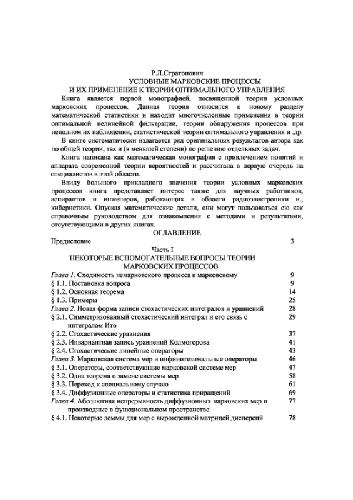 Р.Л.Стратонович
УСЛОВНЫЕ МАРКОВСКИЕ ПРОЦЕССЫ
И ИХ ПРИМЕНЕНИЕ К ТЕОРИИ ОПТИМАЛЬНОГО УПРАВЛЕНИЯ
Книга является первой монографией, посвященной теории условных
марковских процессов. Данная теория относится к новому разделу
математической статистики и находит многочисленные применения в теории
оптимальной нелинейной фильтрации, теории обнаружения процессов при
неполном их наблюдении, статистической теории оптимального управления и др.
В книге систематически излагается ряд оригинальных результатов автора как
по общей теории, так и (в меньшей степени) по решению отдельных задач.
Книга написана как математическая монография с привлечением понятий и
аппарата современной теории вероятностей и рассчитана в первую очередь на
специалистов в этой области.
Ввиду большого прикладного значения теории условных марковских
процессов книга представляет интерес также для научных работников,
аспирантов и инженеров, работающих в области радиоэлектроники и
кибернетики. Опуская математические детали, они могут пользоваться ею как
справочным руководством для ознакомления с методами и результатами,
отсутствующими в других книгах.
ОГЛАВЛЕНИЕ
Предисловие 3
Часть I
НЕКОТОРЫЕ ВСПОМОГАТЕЛЬНЫЕ ВОПРОСЫ ТЕОРИИ
МАРКОВСКИХ ПРОЦЕССОВ
Глава 1. Сходимость немарковского процесса к марковскому 9
§ 1.1. Постановка вопроса 9
§ 1.2. Основная теорема 14
§ 1.3. Примеры 25
Глава 2. Новая форма записи стохастических интегралов и уравнений 28
§ 2.1. Симметризованный стохастический интеграл и его связь с 29
интегралом Ито
§ 2.2. Стохастические уравнения 37
§ 2.3. Инвариантная запись уравнений Колмогорова 41
§ 2.4. Стохастические линейные операторы 43
Глава 3. Марковская система мер и инфинитезимальные операторы 46
§ 3.1. Операторы, соответствующие марковской системе мер 47
§ 3.2. Одна теорема о замене системы мер 58
§ 3.3. Переход к специальному случаю 61
§ 3.4. Диффузионные операторы и статистика приращений 69
Глава 4. Абсолютная непрерывность диффузионных марковских мер и 77
производные в функциональном пространстве
§ 4.1. Некоторые леммы для мер с вырожденной матрицей дисперсий 78